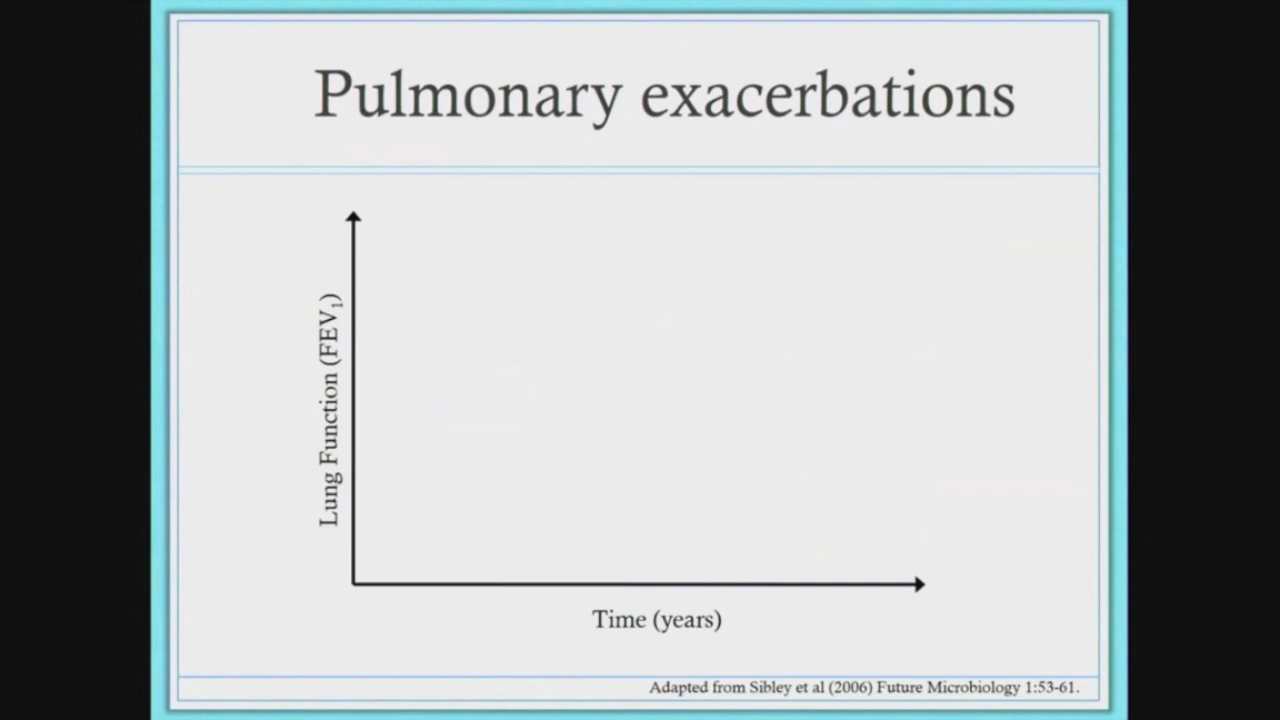 Pulmonary exacerbations
Lung Function (FEV₁)
Time (years)
Adapted from Sibley et al (2006) Future Microbiology 1:53-61.